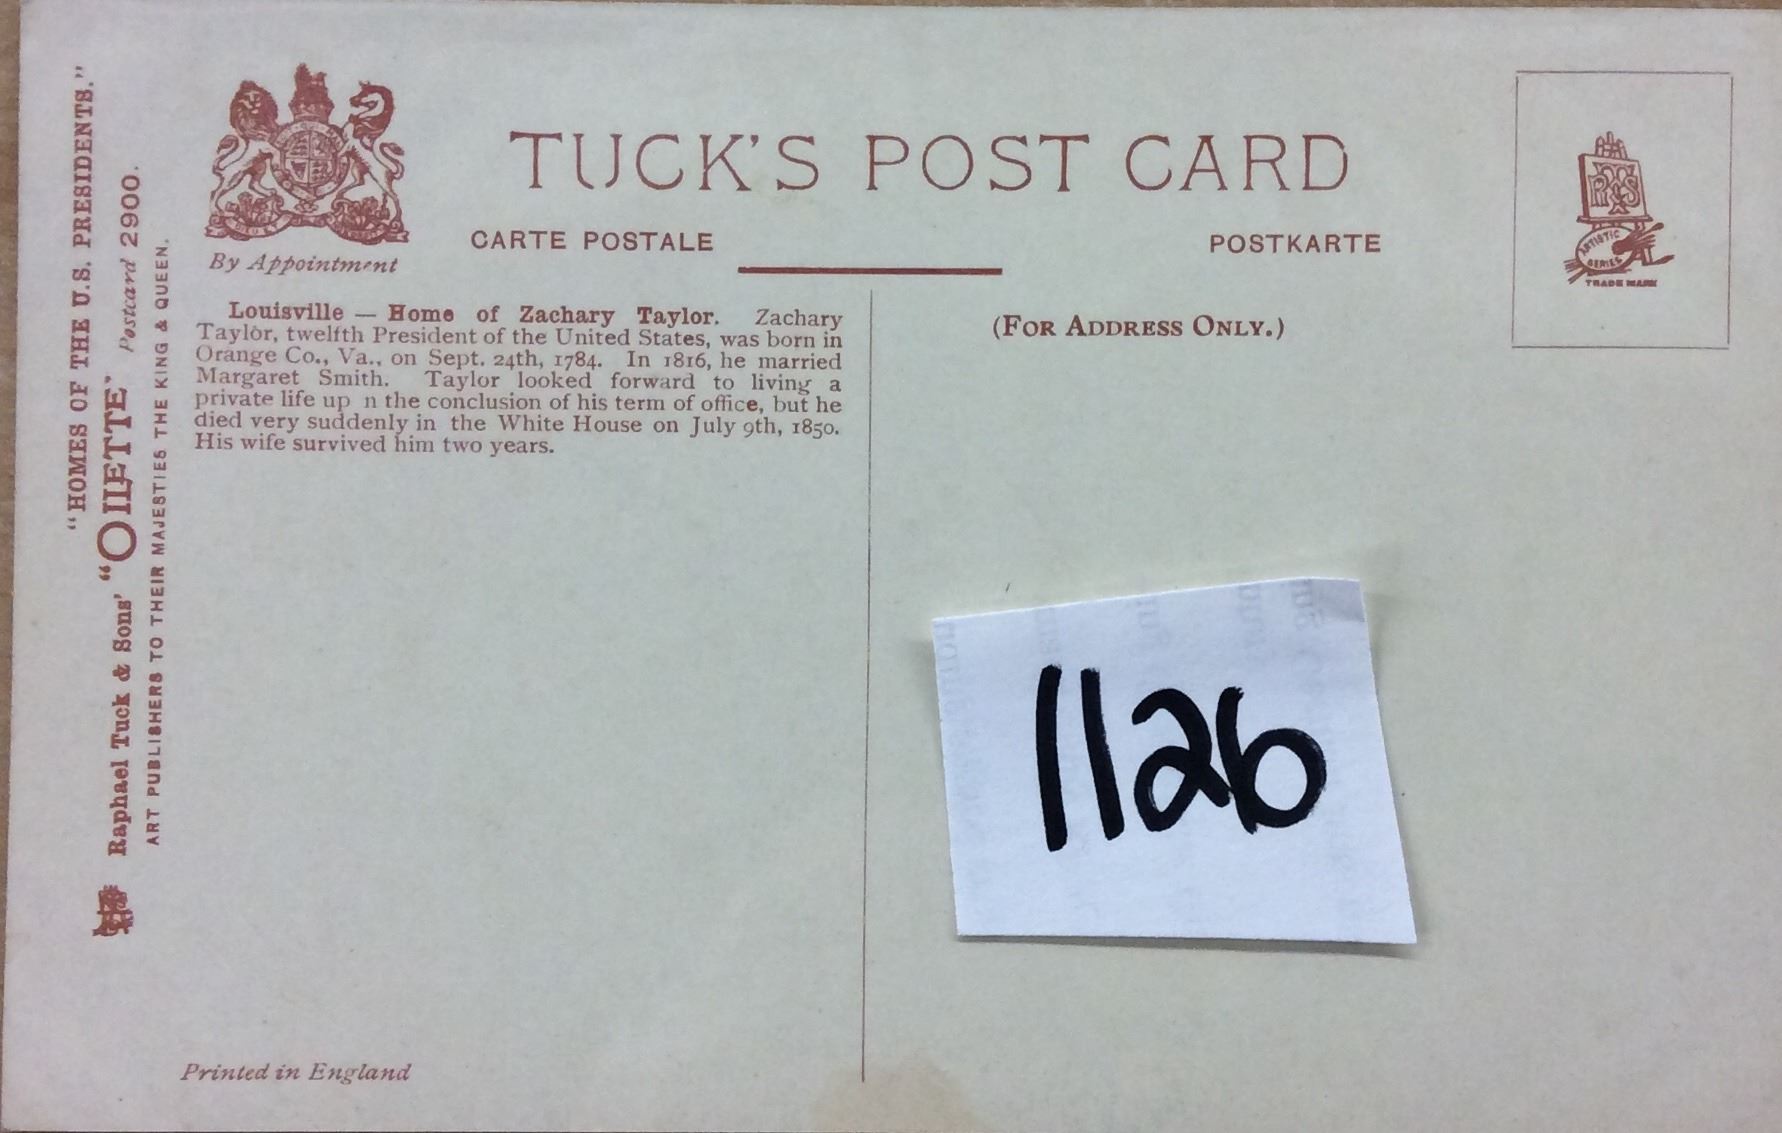 "HOMES OF THE U.S. PRESIDENTS."
Raphael Tuck & Sons' "OILETTE" Postcard 2900.
ART PUBLISHERS TO THEIR MAJESTIES THE KING & QUEEN.
By Appointment
TUCK'S POST CARD
CARTE POSTALE
POSTKARTE
ARTISTIC
SERIES
TRADE MARK
Louisville — Home of Zachary Taylor. Zachary
Taylor, twelfth President of the United States, was born in
Orange Co., Va., on Sept. 24th, 1784. In 1816, he married
Margaret Smith. Taylor looked forward to living a
private life up n the conclusion of his term of office, but he
died very suddenly in the White House on July 9th, 1850.
His wife survived him two years.
(FOR ADDRESS ONLY.)
1126
Printed in England